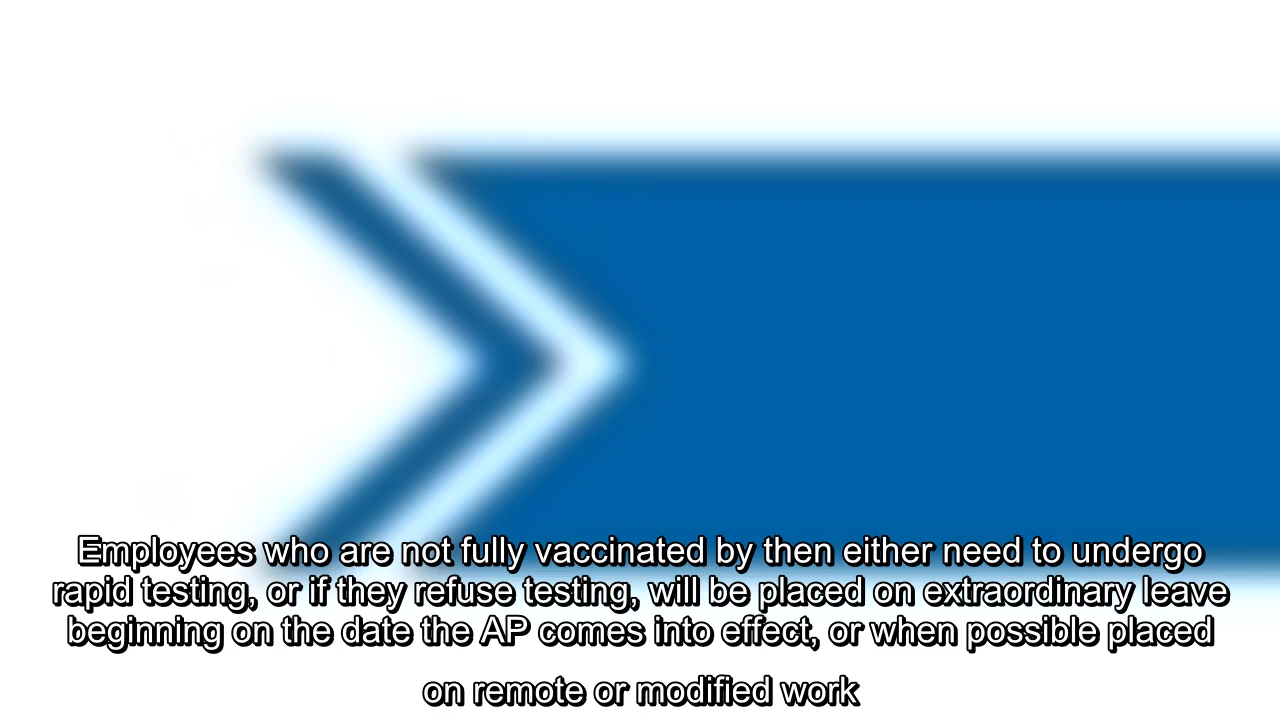 Employees who are not fully vaccinated by then either need to undergo
rapid testing, or if they refuse testing, will be placed on extraordinary leave
beginning on the date the AP comes into effect, or when possible placed
on remote or modified work